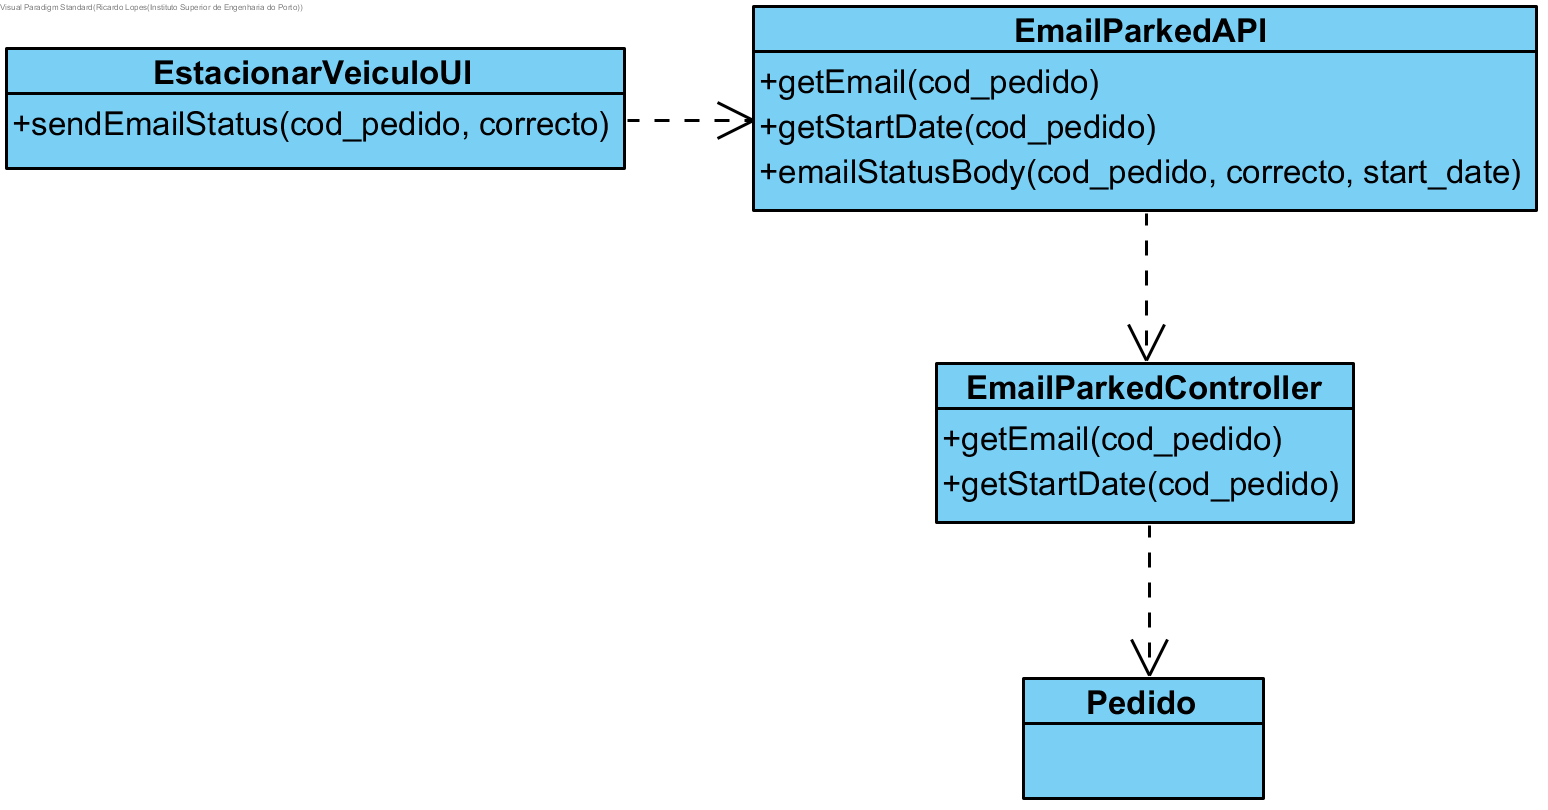 Visual Paradigm Standard(Ricardo Lopes(Instituto Superior de Engenharia do Porto))
EstacionarVeiculoUI
+sendEmailStatus(cod_pedido, correcto)
EmailParkedAPI
+getEmail(cod_pedido)
+getStartDate(cod_pedido)
+emailStatusBody(cod_pedido, correcto, start_date)
EmailParkedController
+getEmail(cod_pedido)
+getStartDate(cod_pedido)
Pedido